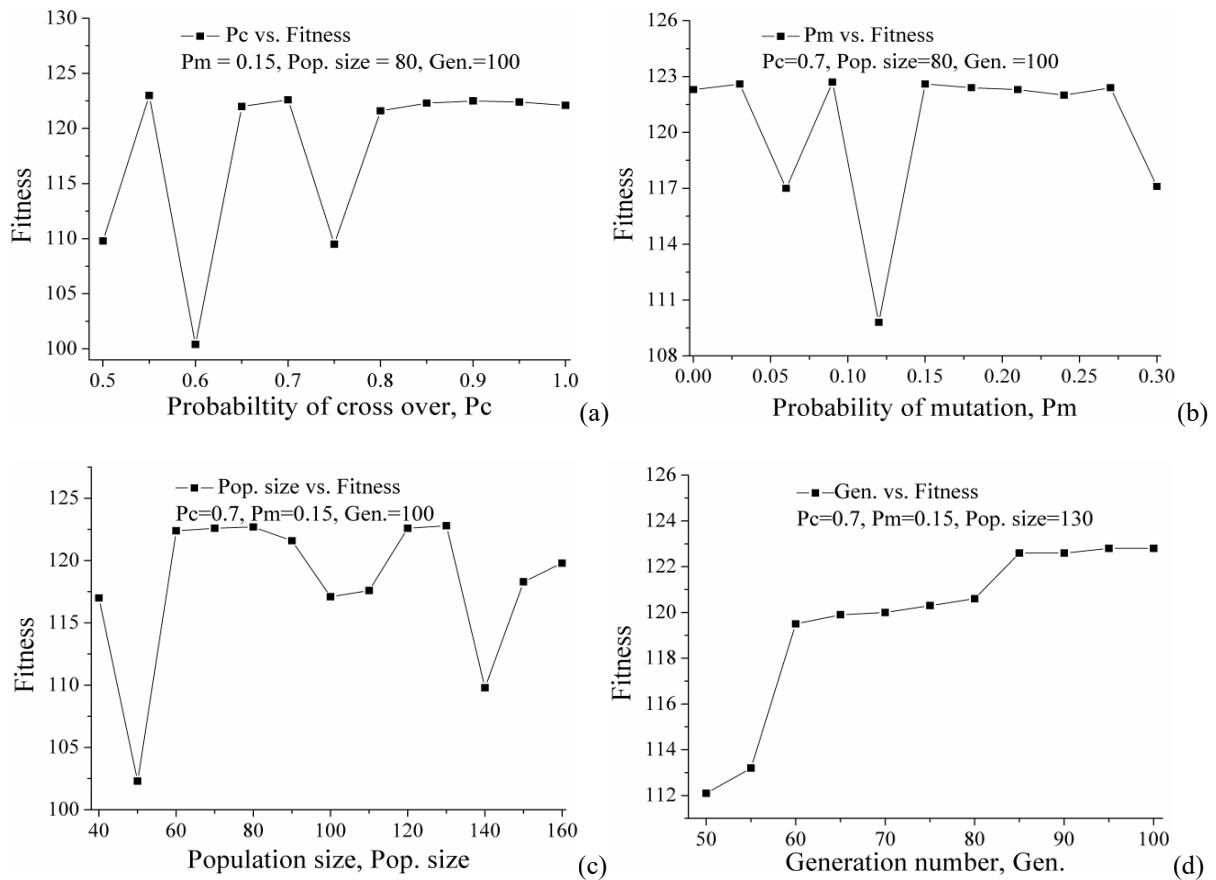 130
125
120
115
110
105
100
Fitness
Pc vs. Fitness
Pm = 0.15, Pop. size = 80, Gen.=100
0.5 0.6 0.7 0.8 0.9 1.0
Probabiltity of cross over, Pc
(a)
126
123
120
117
114
111
108
Fitness
Pm vs. Fitness
Pc=0.7, Pop. size=80, Gen. =100
0.00 0.05 0.10 0.15 0.20 0.25 0.30
Probability of mutation, Pm
(b)
125
120
115
110
105
100
Fitness
Pop. size vs. Fitness
Pc=0.7, Pm=0.15, Gen.=100
40 60 80 100 120 140 160
Population size, Pop. size
(c)
126
124
122
120
118
116
114
112
Fitness
Gen. vs. Fitness
Pc=0.7, Pm=0.15, Pop. size=130
50 60 70 80 90 100
Generation number, Gen.
(d)